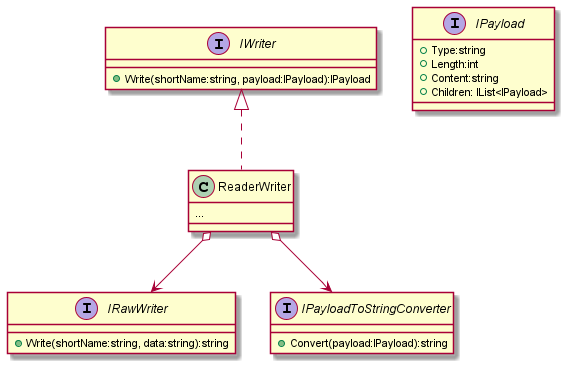 I IWriter
Write(shortName:string, payload:IPayload):IPayload
I IPayload
Type:string
Length:int
Content:string
Children: IList<IPayload>
C ReaderWriter
...
I IRawWriter
Write(shortName:string, data:string):string
I IPayloadToStringConverter
Convert(payload:IPayload):string